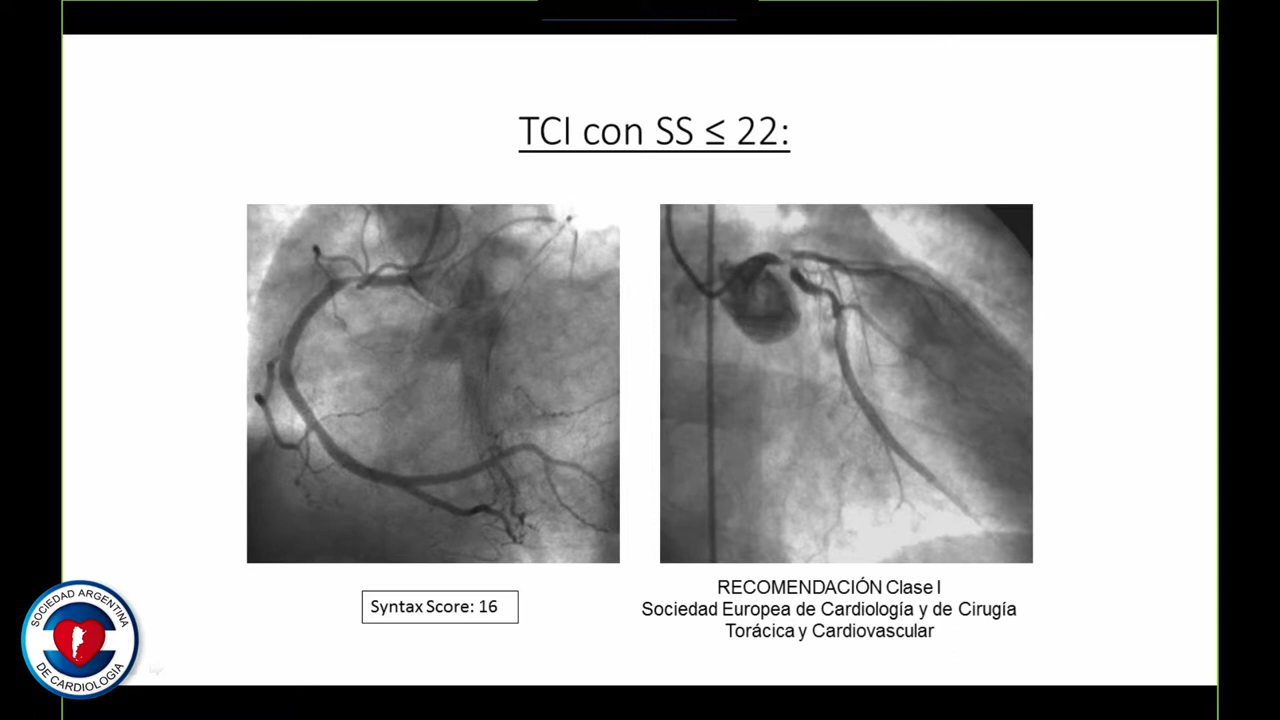 TCI con SS ≤ 22:
Syntax Score: 16
RECOMENDACIÓN Clase I
Sociedad Europea de Cardiología y de Cirugía
Torácica y Cardiovascular
SOCIEDAD ARGENTINA
DE CARDIOLOGÍA